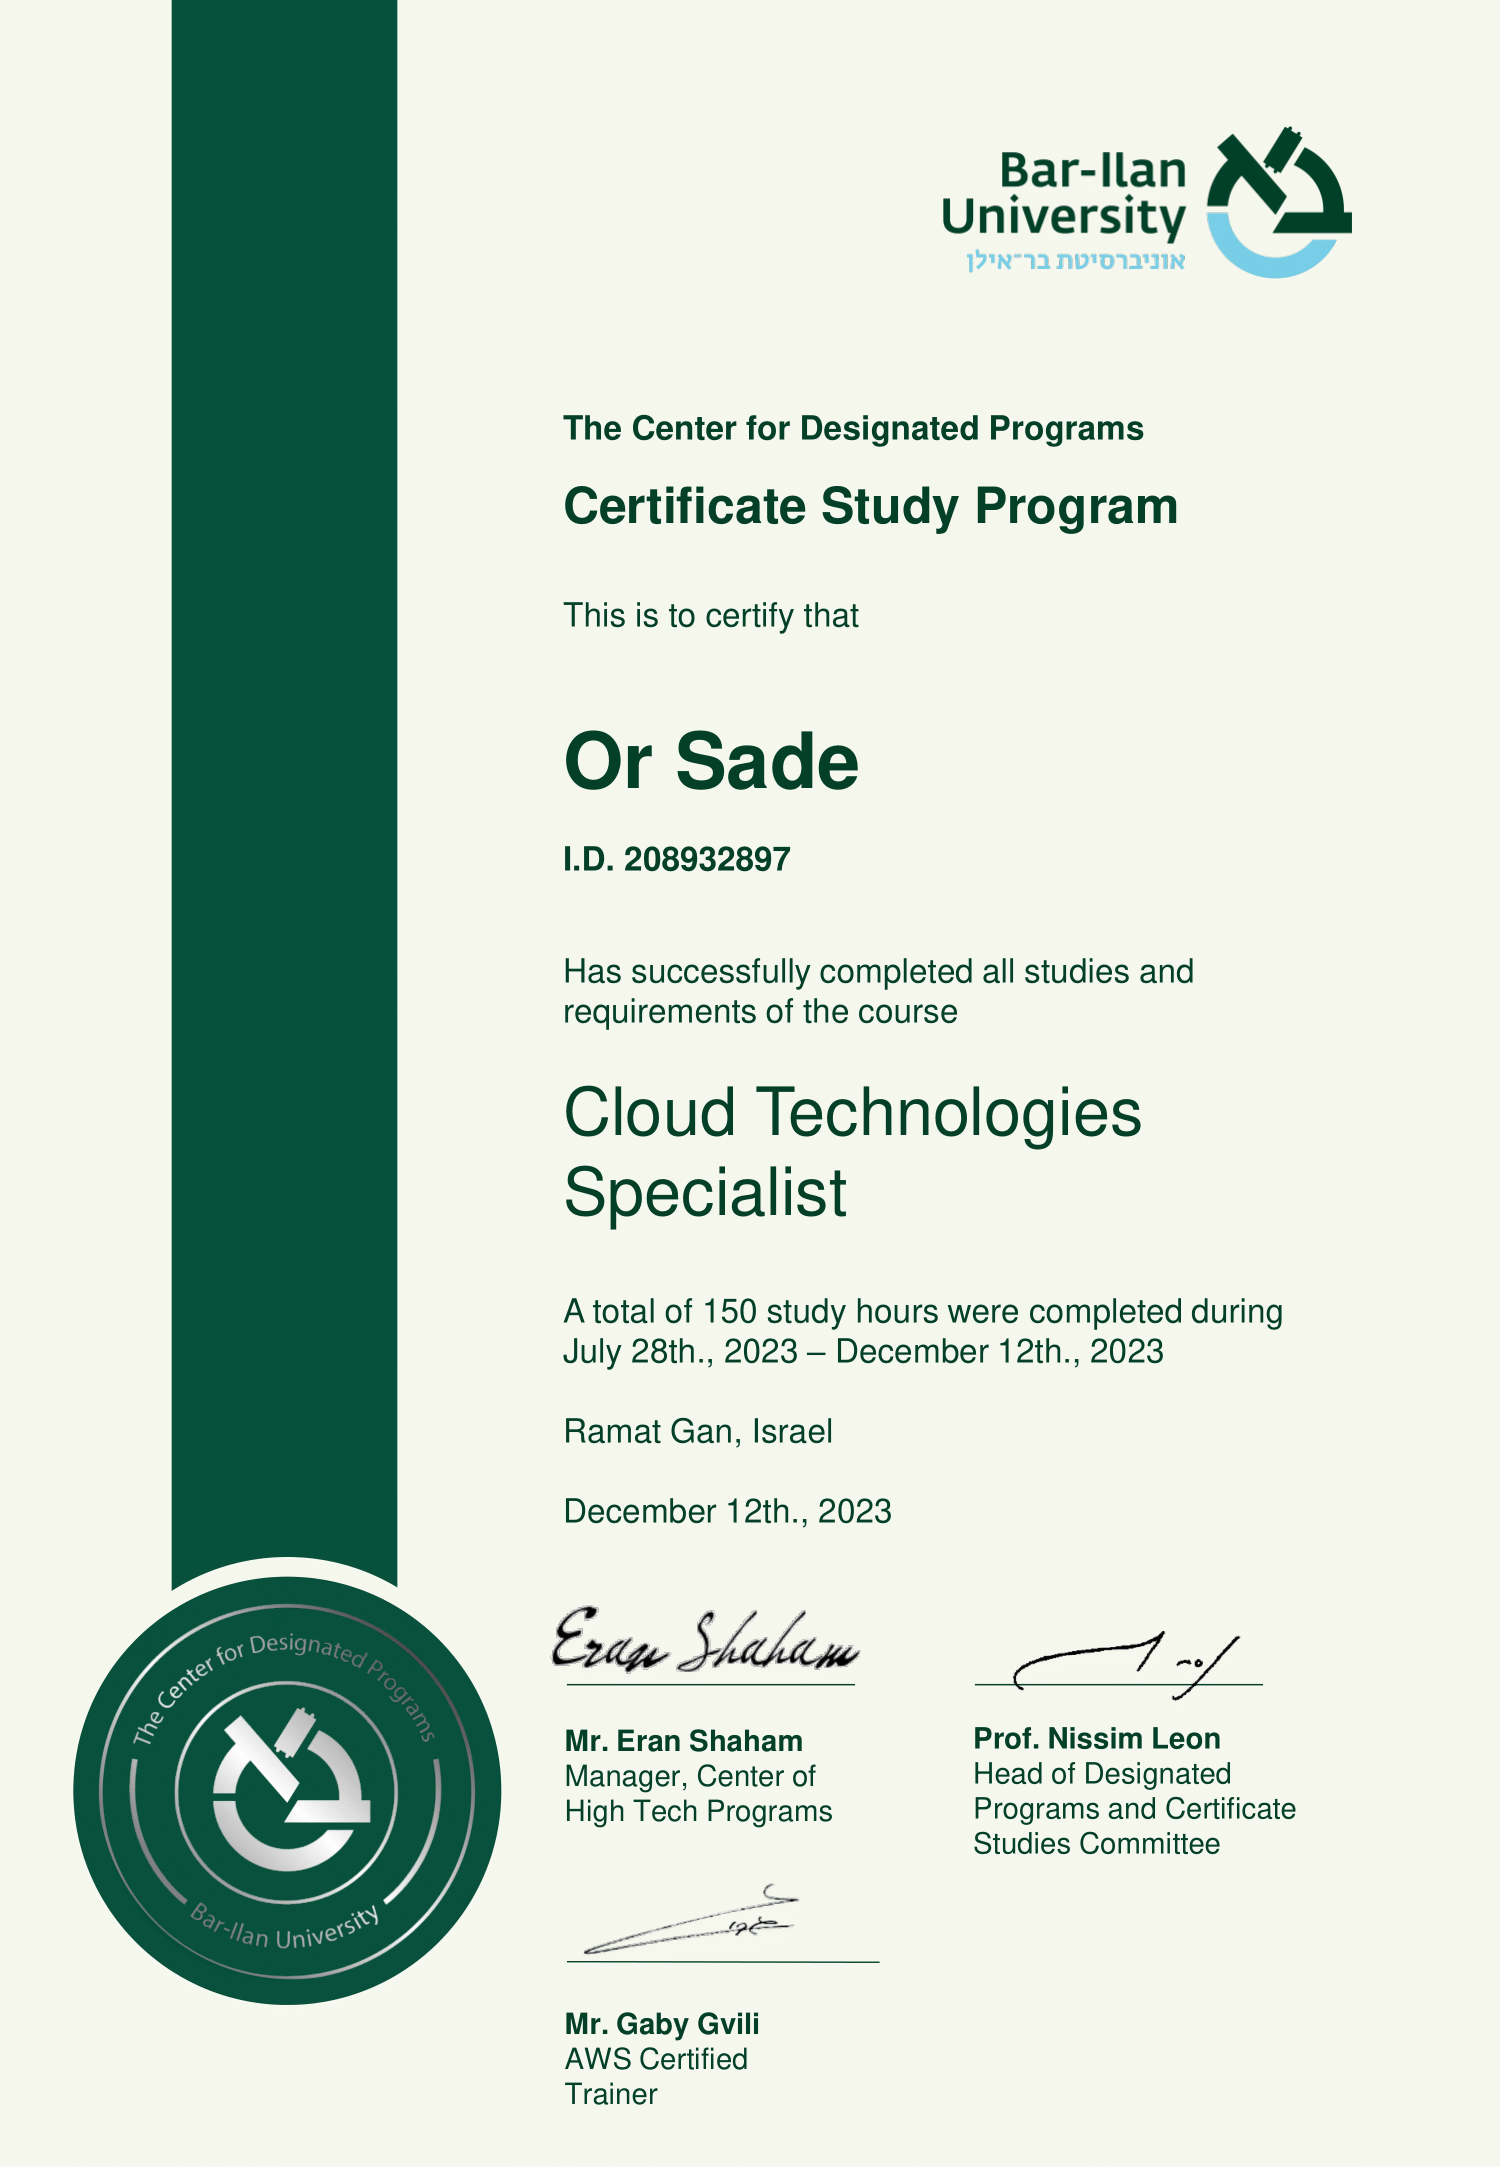 Bar-Ilan
University
אוניברסיטת בר־אילן
The Center for Designated Programs
Certificate Study Program
This is to certify that
Or Sade
I.D. 208932897
Has successfully completed all studies and
requirements of the course
Cloud Technologies
Specialist
A total of 150 study hours were completed during
July 28th., 2023 – December 12th., 2023
Ramat Gan, Israel
December 12th., 2023
Eran Shaham
Mr. Eran Shaham
Manager, Center of
High Tech Programs
Prof. Nissim Leon
Head of Designated
Programs and Certificate
Studies Committee
Mr. Gaby Gvili
AWS Certified
Trainer
The Center for Designated Programs
Bar-Ilan University